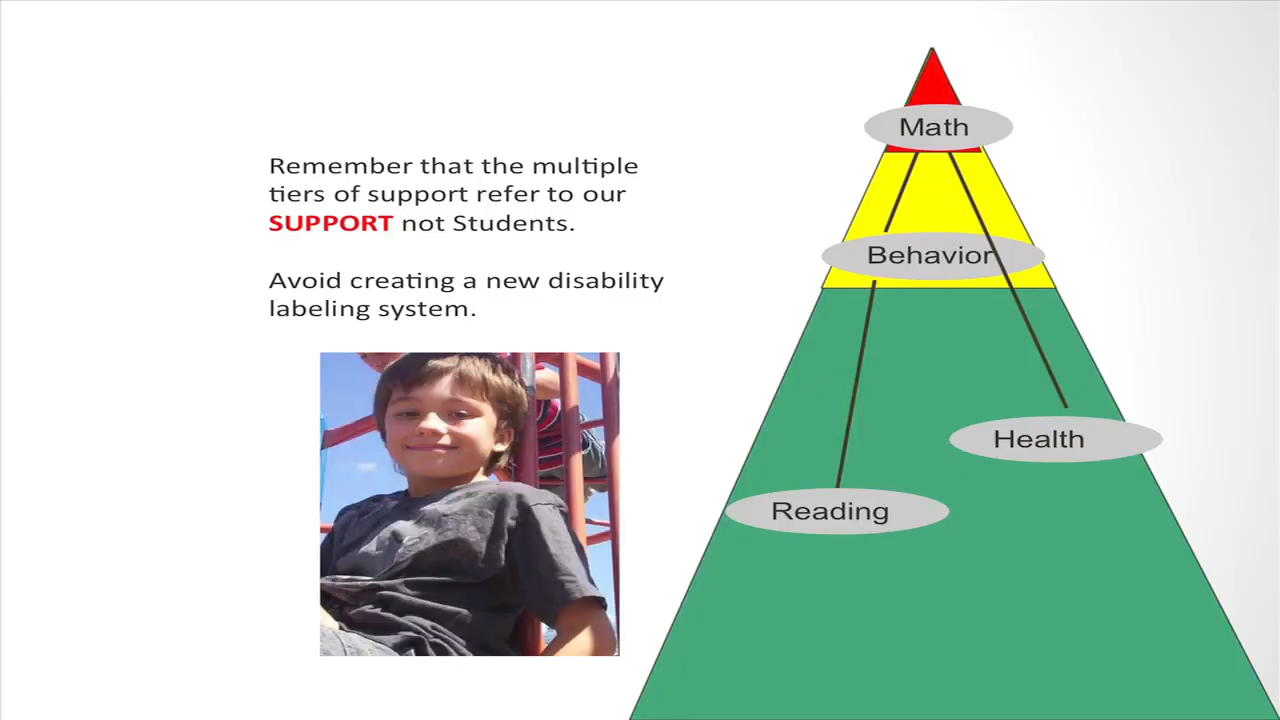 Remember that the multiple
tiers of support refer to our
SUPPORT not Students.
Avoid creating a new disability
labeling system.
Math
Behavior
Health
Reading